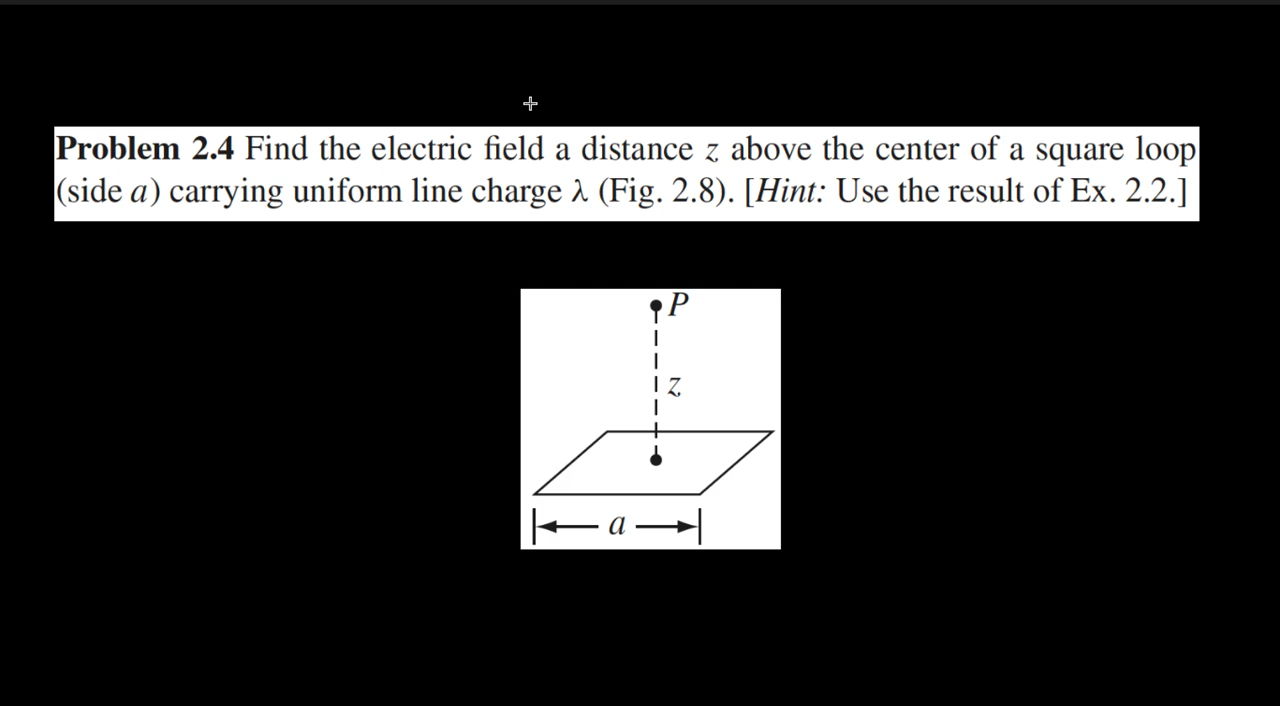 Problem 2.4 Find the electric field a distance z above the center of a square loop
(side a) carrying uniform line charge λ (Fig. 2.8). [Hint: Use the result of Ex. 2.2.]
P
z
a